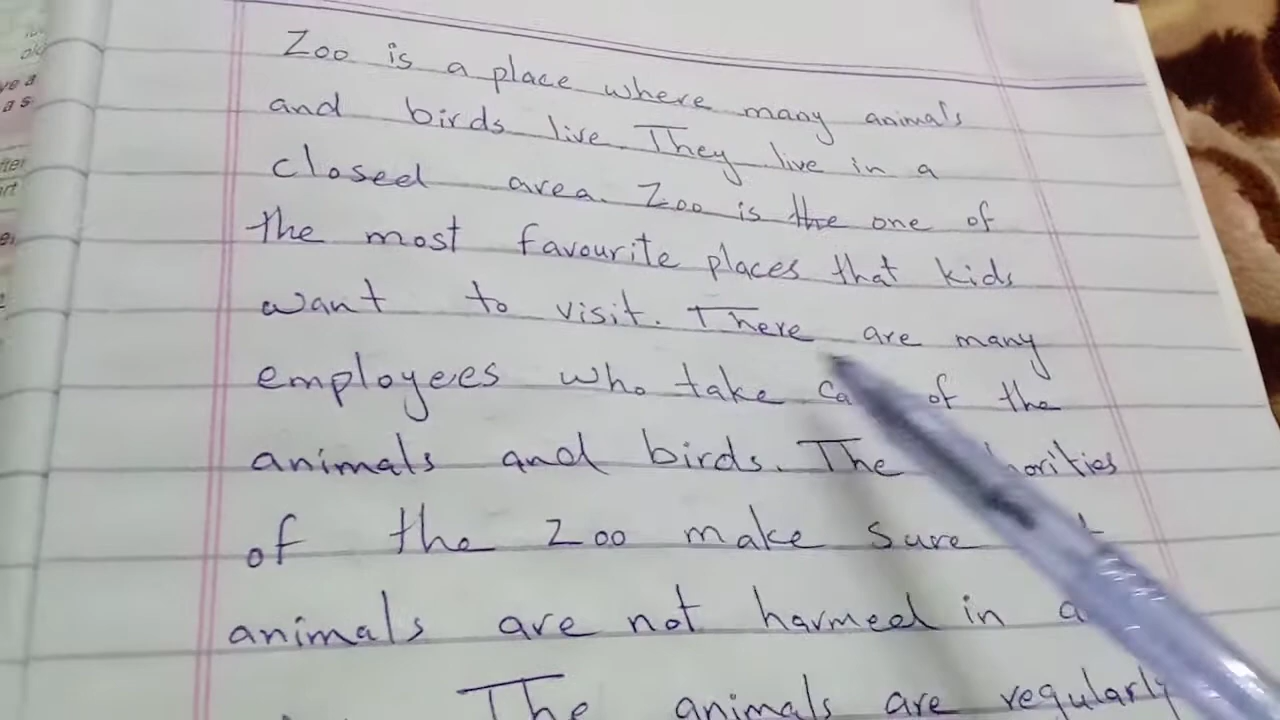 Zoo is a place where many animals
and birds live. They live in a
closed area. Zoo is the one of
the most favourite places that kids
want to visit. There are many
employees who take of the
animals and birds. The
of the Zoo make sure
animals are not harmed in
The animals are regularly